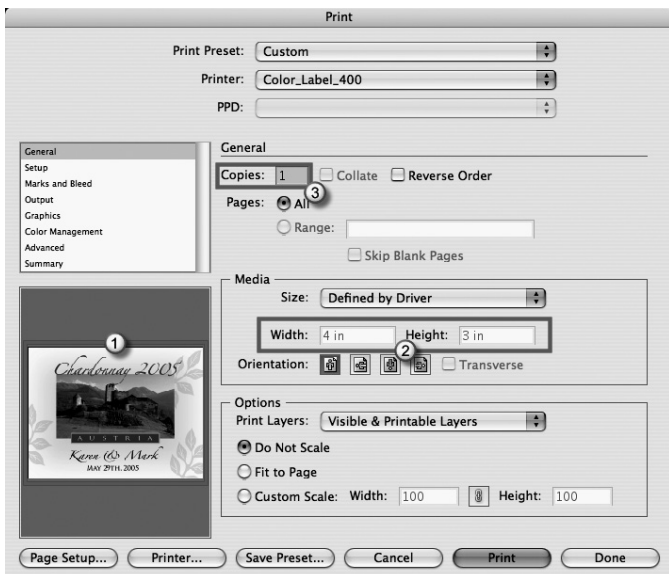 Print
Print Preset: Custom
Printer: Color_Label_400
PPD:
General
Setup
Marks and Bleed
Output
Graphics
Color Management
Advanced
Summary
General
Copies: 1 Collate Reverse Order
3
Pages: All
Range:
Skip Blank Pages
Media
Size: Defined by Driver
Width: 4 in Height: 3 in
2
Orientation: Transverse
Options
Print Layers: Visible & Printable Layers
Do Not Scale
Fit to Page
Custom Scale: Width: 100 Height: 100
1
Chardonnay 2005
AUSTRIA
Karen & Mark
MAY 29TH, 2005
Page Setup... Printer... Save Preset... Cancel Print Done